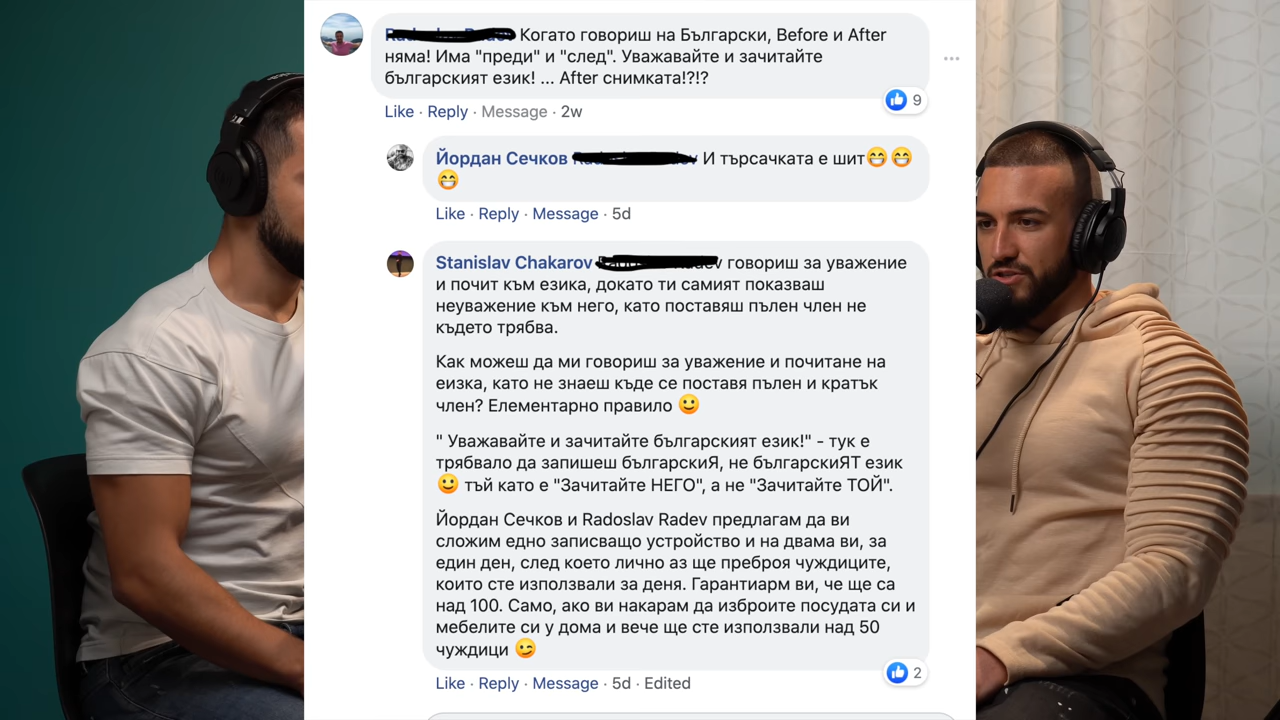 Когато говориш на Български, Before и After
няма! Има "преди" и "след". Уважавайте и зачитайте
българският език! ... After снимката!?!?
9
Like · Reply · Message · 2w
Йордан Сечков И търсачката е шит😁😁
😁
Like · Reply · Message · 5d
Stanislav Chakarov говориш за уважение
и почит към езика, докато ти самият показваш
неуважение към него, като поставяш пълен член не
където трябва.
Как можеш да ми говориш за уважение и почитане на
еизка, като не знаеш къде се поставя пълен и кратък
член? Елементарно правило 🙂
" Уважавайте и зачитайте българският език!" - тук е
трябвало да запишеш българскиЯ, не българскиЯТ език
🙂 тъй като е "Зачитайте НЕГО", а не "Зачитайте ТОЙ".
Йордан Сечков и Radoslav Radev предлагам да ви
сложим едно записващо устройство и на двама ви, за
един ден, след което лично аз ще преброя чуждиците,
които сте използвали за деня. Гарантиарм ви, че ще са
над 100. Само, ако ви накарам да изброите посудата си и
мебелите си у дома и вече ще сте използвали над 50
чуждици 😉
2
Like · Reply · Message · 5d · Edited